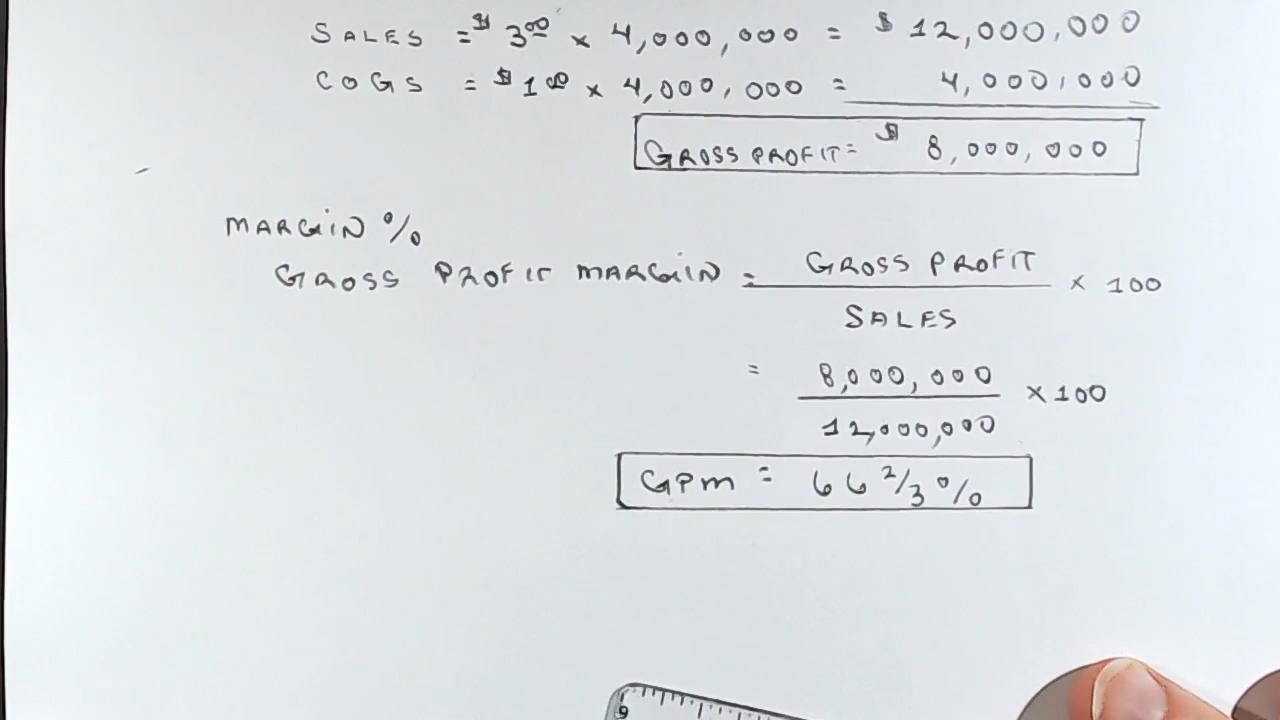 SALES = $3.00 × 4,000,000 = $12,000,000
COGS = $1.00 × 4,000,000 = 4,000,000
GROSS PROFIT = $8,000,000
MARGIN %
GROSS PROFIT MARGIN = GROSS PROFIT / SALES × 100
= 8,000,000 / 12,000,000 × 100
GPM = 66 2/3 %
6